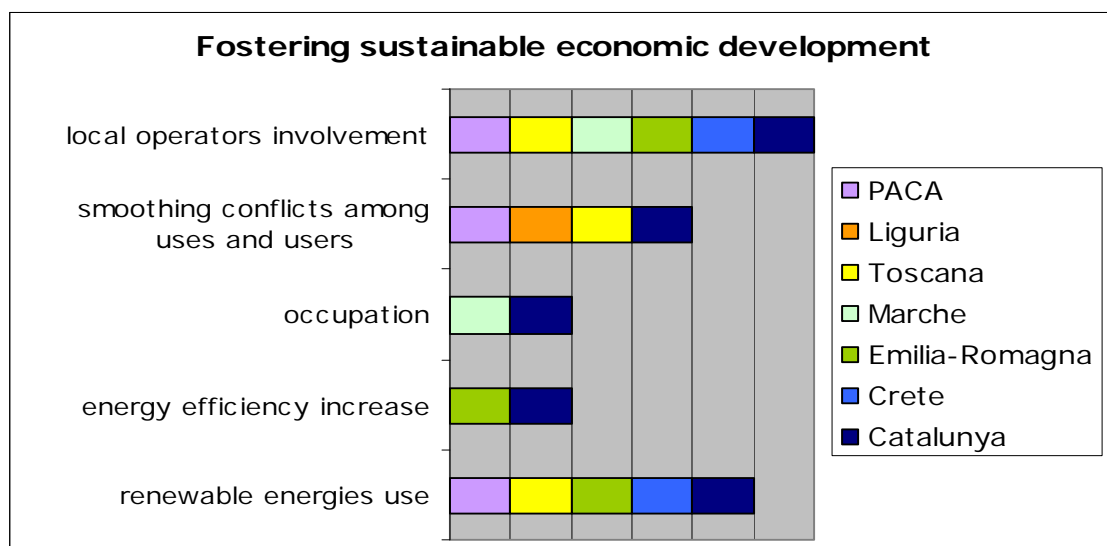 Fostering sustainable economic development
local operators involvement
smoothing conflicts among
uses and users
occupation
energy efficiency increase
renewable energies use
PACA
Liguria
Toscana
Marche
Emilia-Romagna
Crete
Catalunya